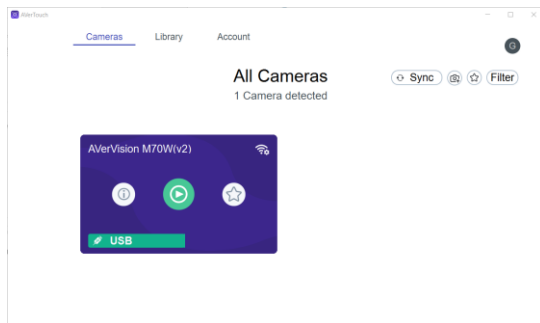 AVerTouch
Cameras Library Account
G
All Cameras
Sync Filter
1 Camera detected
AVerVision M70W(v2)
USB